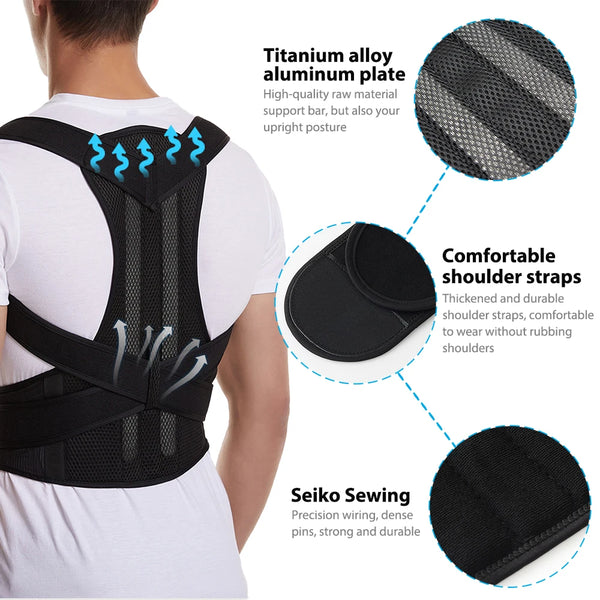 Titanium alloy
aluminum plate
High-quality raw material
support bar, but also your
upright posture
Comfortable
shoulder straps
Thickened and durable
shoulder straps, comfortable
to wear without rubbing
shoulders
Seiko Sewing
Precision wiring, dense
pins, strong and durable